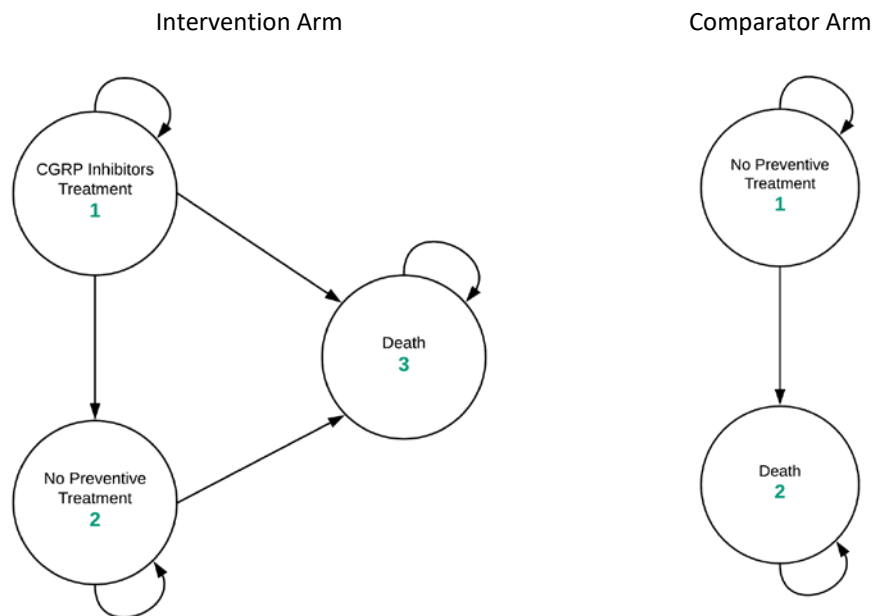 Intervention Arm
Comparator Arm
CGRP Inhibitors
Treatment
1
Death
3
No Preventive
Treatment
2
No Preventive
Treatment
1
Death
2